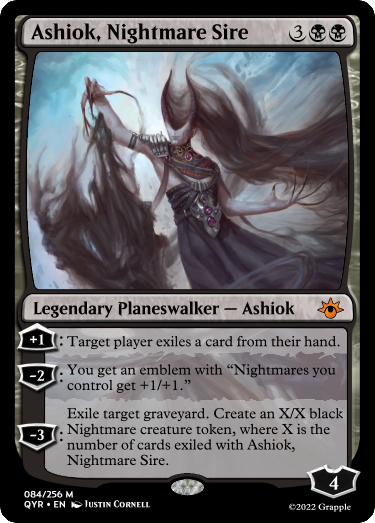 Ashiok, Nightmare Sire 3
Legendary Planeswalker — Ashiok
+1: Target player exiles a card from their hand.
-2: You get an emblem with “Nightmares you
control get +1/+1.”
Exile target graveyard. Create an X/X black
-3: Nightmare creature token, where X is the
number of cards exiled with Ashiok,
Nightmare Sire.
4
084/256 M
QYR • EN Justin Cornell
©2022 Grapple